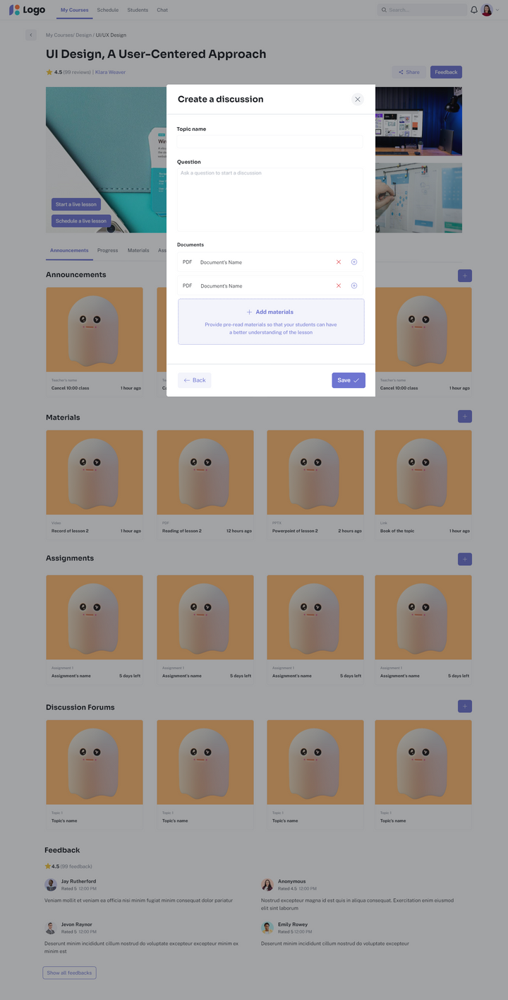 Logo
My Courses
Schedule
Students
Chat
Search...
My Courses/ Design / UI/UX Design
UI Design, A User-Centered Approach
4.5 (99 reviews) | Klara Weaver
Share
Feedback
Start a live lesson
Schedule a live lesson
Create a discussion
Topic name
Question
Ask a question to start a discussion
Documents
PDF Document's Name
PDF Document's Name
Add materials
Provide pre-read materials so that your students can have
a better understanding of the lesson
Back
Save
Announcements
Progress
Materials
Announcements
Teacher's name
Cancel 10:00 class 1 hour ago
Teacher's name
Cancel 10:00 class 1 hour ago
Materials
Video
Record of lesson 2 1 hour ago
PDF
Reading of lesson 2 12 hours ago
PPTX
Powerpoint of lesson 2 2 hours ago
Link
Book of the topic 1 hour ago
Assignments
Assignment 1
Assignment's name 5 days left
Assignment 1
Assignment's name 5 days left
Assignment 1
Assignment's name 5 days left
Assignment 1
Assignment's name 5 days left
Discussion Forums
Topic 1
Topic's name
Topic 1
Topic's name
Topic 1
Topic's name
Topic 1
Topic's name
Feedback
4.5 (99 feedback)
Jay Rutherford
Rated 5 12:00 PM
Veniam mollit et veniam ea officia nisi minim fugiat minim consequat dolor pariatur
Anonymous
Rated 4.5 12:00 PM
Nostrud excepteur magna id est quis in aliqua consequat. Exercitation enim eiusmod
elit sint laborum
Jevon Raynor
Rated 5 12:00 PM
Deserunt minim incididunt cillum nostrud do voluptate excepteur excepteur minim ex
minim est
Emily Rowey
Rated 5 12:00 PM
Deserunt minim incididunt cillum nostrud do voluptate excepteur
Show all feedbacks